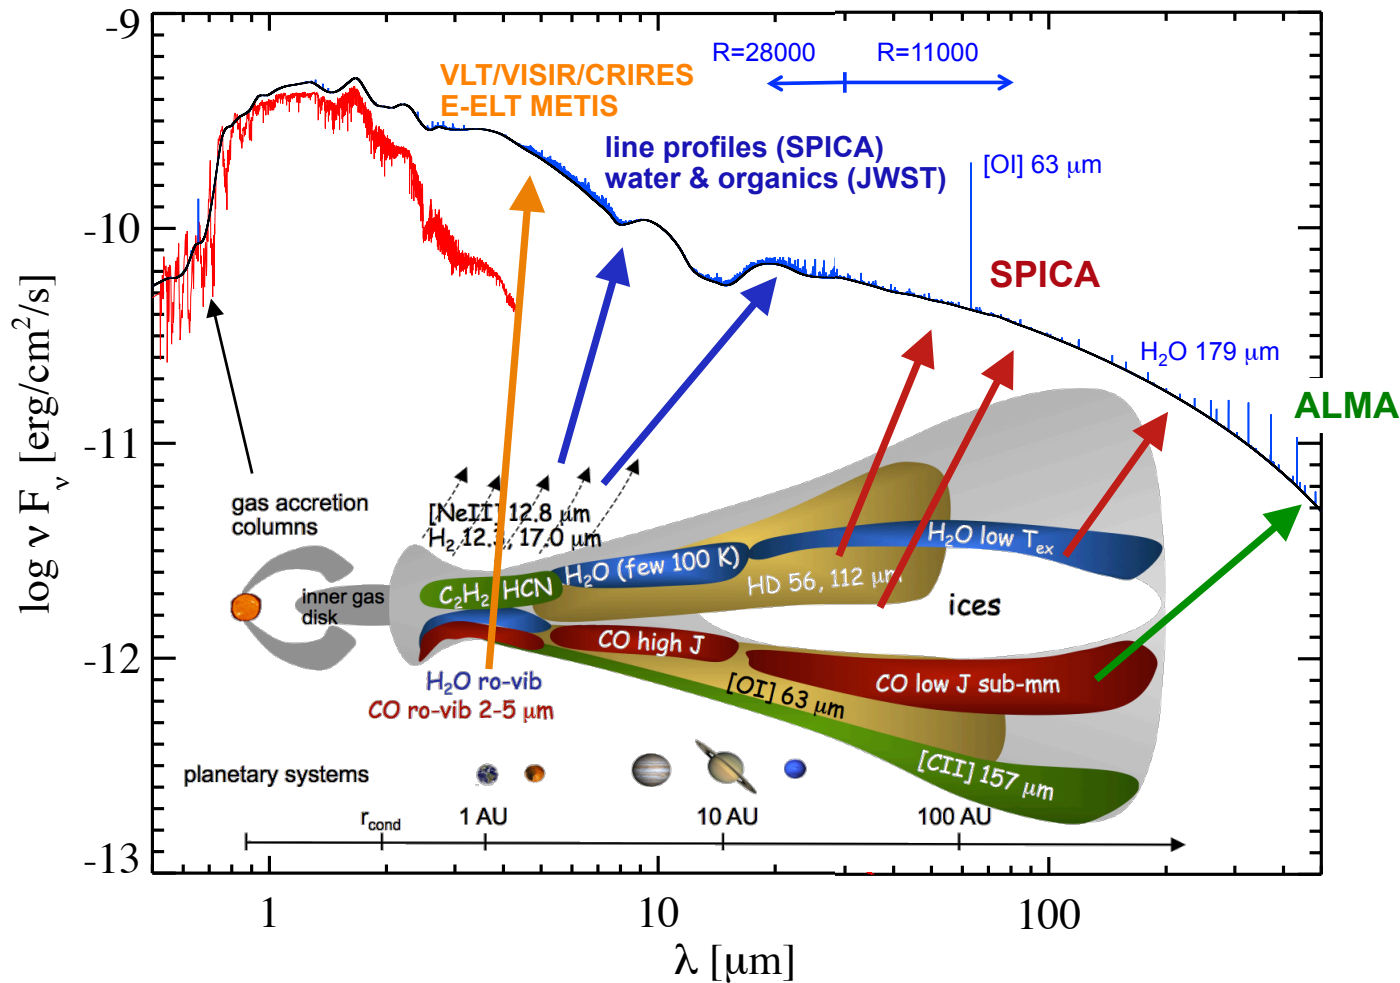 -9
R=28000
R=11000
VLT/VISIR/CRIRES
E-ELT METIS
line profiles (SPICA)
water & organics (JWST)
[OI] 63 μm
-10
SPICA
H₂O 179 μm
ALMA
-11
gas accretion
columns
[NeII] 12.8 μm
H₂ 12.3, 17.0 μm
H₂O low Tₑₓ
H₂O (few 100 K)
C₂H₂ HCN
HD 56, 112 μm
inner gas
disk
ices
CO high J
-12
H₂O ro-vib
CO ro-vib 2-5 μm
[OI] 63 μm
CO low J sub-mm
[CII] 157 μm
planetary systems
r_cond
1 AU
10 AU
100 AU
-13
1
10
100
λ [μm]
log ν F_ν [erg/cm²/s]